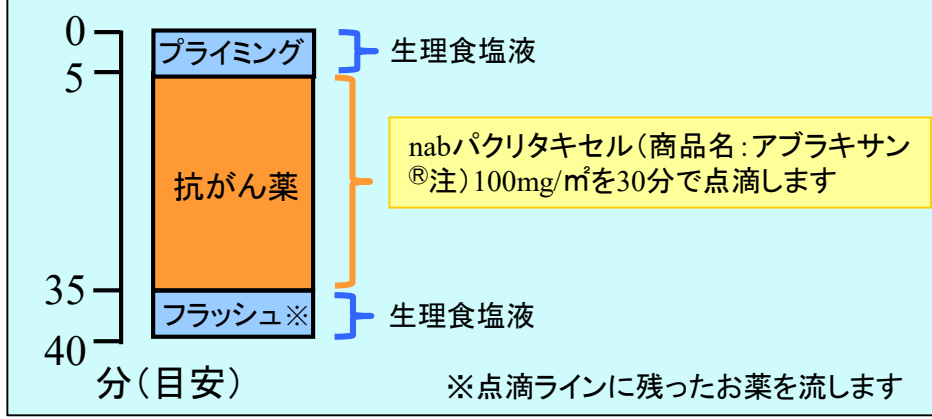 0
プライミング
生理食塩液
5
nabパクリタキセル(商品名:アブラキサン
®注)100mg/㎡を30分で点滴します
抗がん薬
35
フラッシュ※
生理食塩液
40
分(目安)
※点滴ラインに残ったお薬を流します